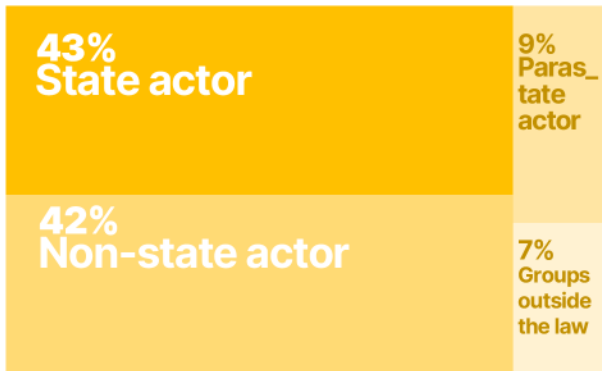 43%
State actor
9%
Paras_
tate
actor
42%
Non-state actor
7%
Groups
outside
the law